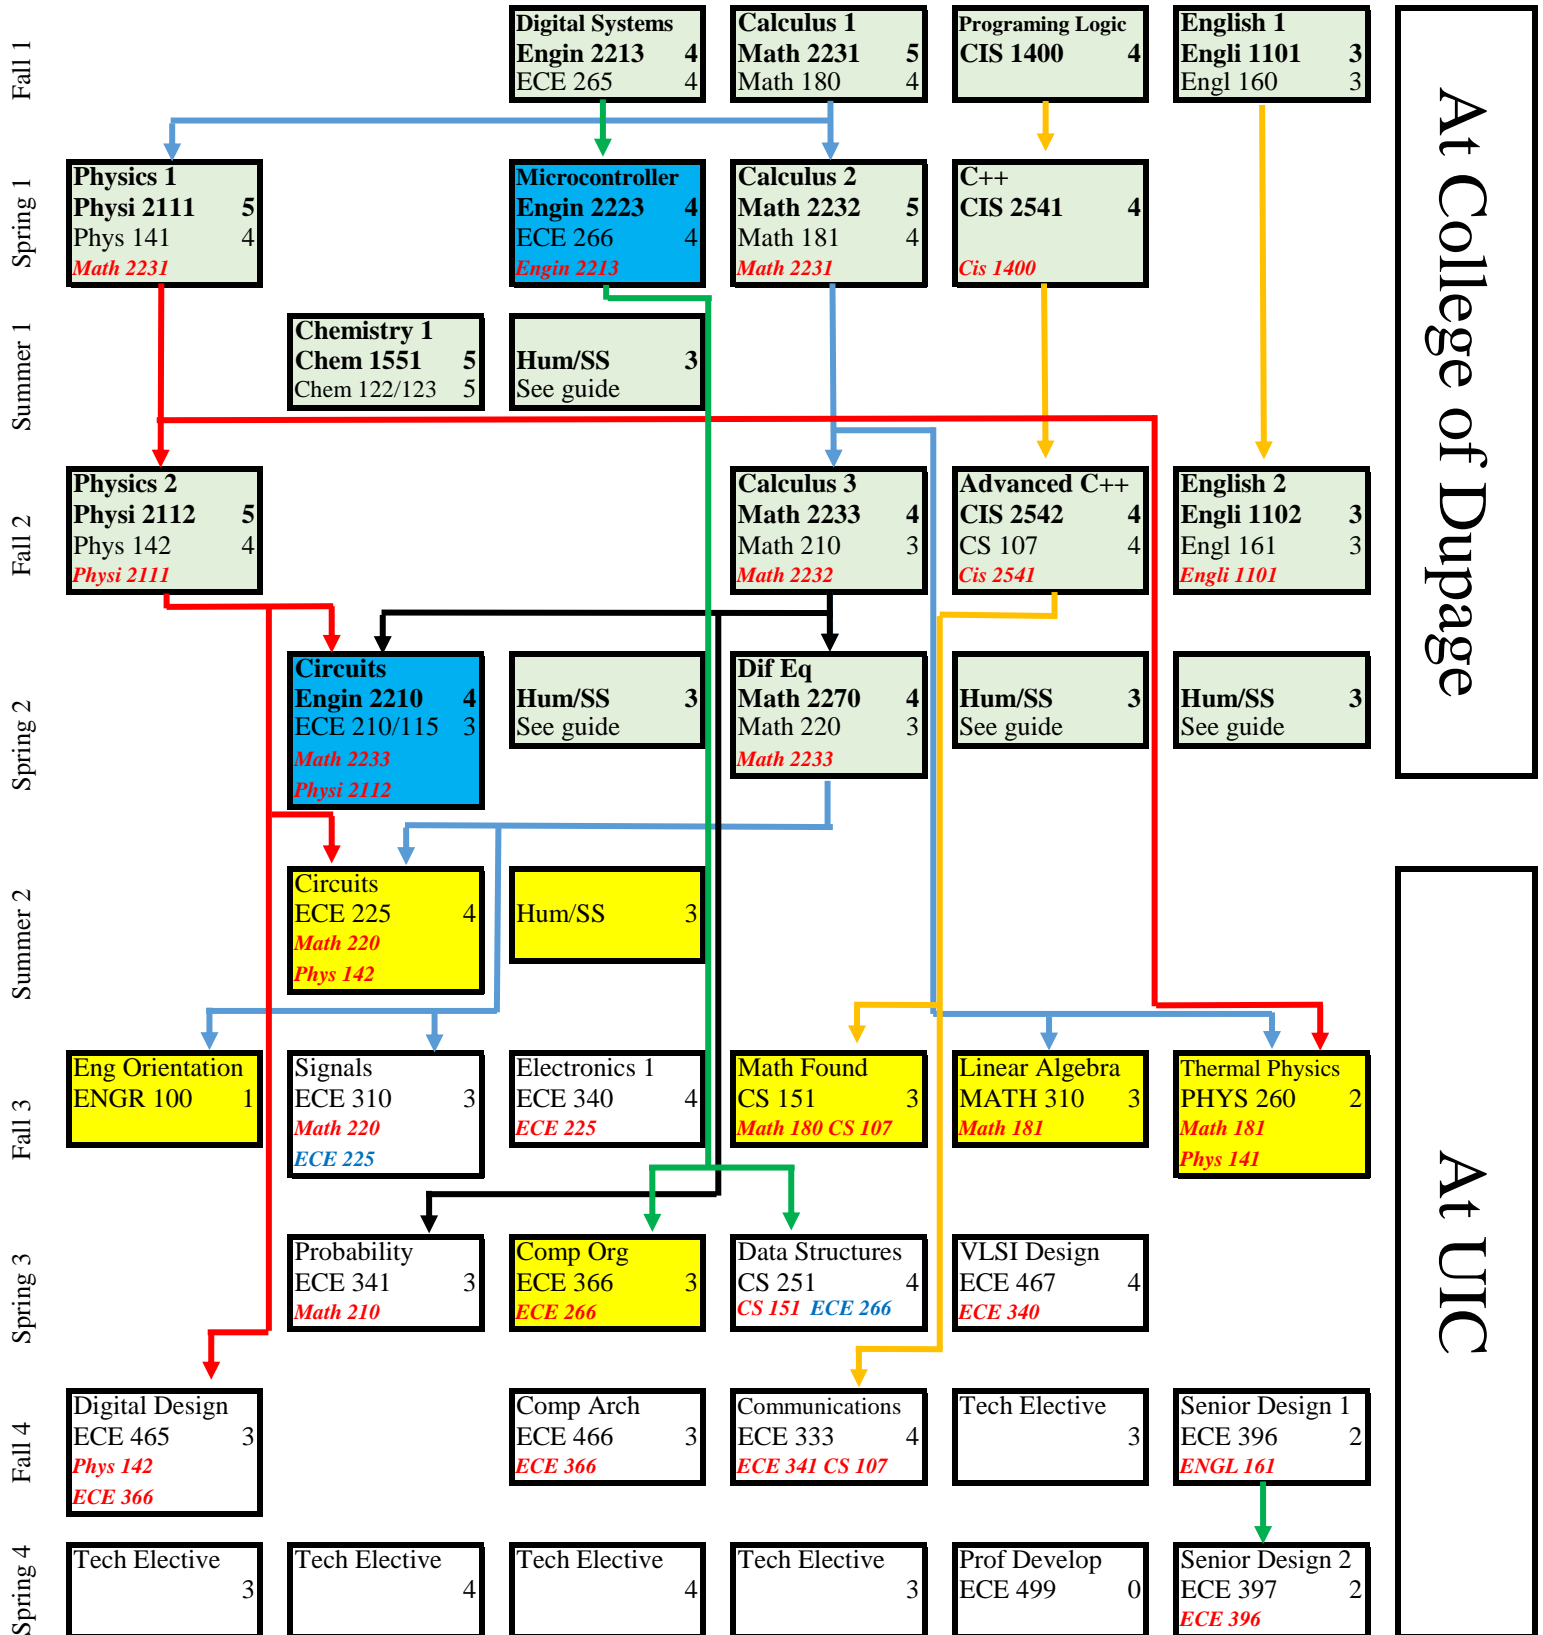 Fall 1
Digital Systems
Engin 2213 4
ECE 265 4
Calculus 1
Math 2231 5
Math 180 4
Programing Logic
CIS 1400 4
English 1
Engli 1101 3
Engl 160 3
At College of Dupage
Spring 1
Physics 1
Physi 2111 5
Phys 141 4
Math 2231
Microcontroller
Engin 2223 4
ECE 266 4
Engin 2213
Calculus 2
Math 2232 5
Math 181 4
Math 2231
C++
CIS 2541 4
Cis 1400
Summer 1
Chemistry 1
Chem 1551 5
Chem 122/123 5
Hum/SS 3
See guide
Fall 2
Physics 2
Physi 2112 5
Phys 142 4
Physi 2111
Calculus 3
Math 2233 4
Math 210 3
Math 2232
Advanced C++
CIS 2542 4
CS 107 4
Cis 2541
English 2
Engli 1102 3
Engl 161 3
Engli 1101
Spring 2
Circuits
Engin 2210 4
ECE 210/115 3
Math 2233
Physi 2112
Hum/SS 3
See guide
Dif Eq
Math 2270 4
Math 220 3
Math 2233
Hum/SS 3
See guide
Hum/SS 3
See guide
Summer 2
Circuits
ECE 225 4
Math 220
Phys 142
Hum/SS 3
At UIC
Fall 3
Eng Orientation
ENGR 100 1
Signals
ECE 310 3
Math 220
ECE 225
Electronics 1
ECE 340 4
ECE 225
Math Found
CS 151 3
Math 180 CS 107
Linear Algebra
MATH 310 3
Math 181
Thermal Physics
PHYS 260 2
Math 181
Phys 141
Spring 3
Probability
ECE 341 3
Math 210
Comp Org
ECE 366 3
ECE 266
Data Structures
CS 251 4
CS 151 ECE 266
VLSI Design
ECE 467 4
ECE 340
Fall 4
Digital Design
ECE 465 3
Phys 142
ECE 366
Comp Arch
ECE 466 3
ECE 366
Communications
ECE 333 4
ECE 341 CS 107
Tech Elective
3
Senior Design 1
ECE 396 2
ENGL 161
Spring 4
Tech Elective
3
Tech Elective
4
Tech Elective
4
Tech Elective
3
Prof Develop
ECE 499 0
Senior Design 2
ECE 397 2
ECE 396